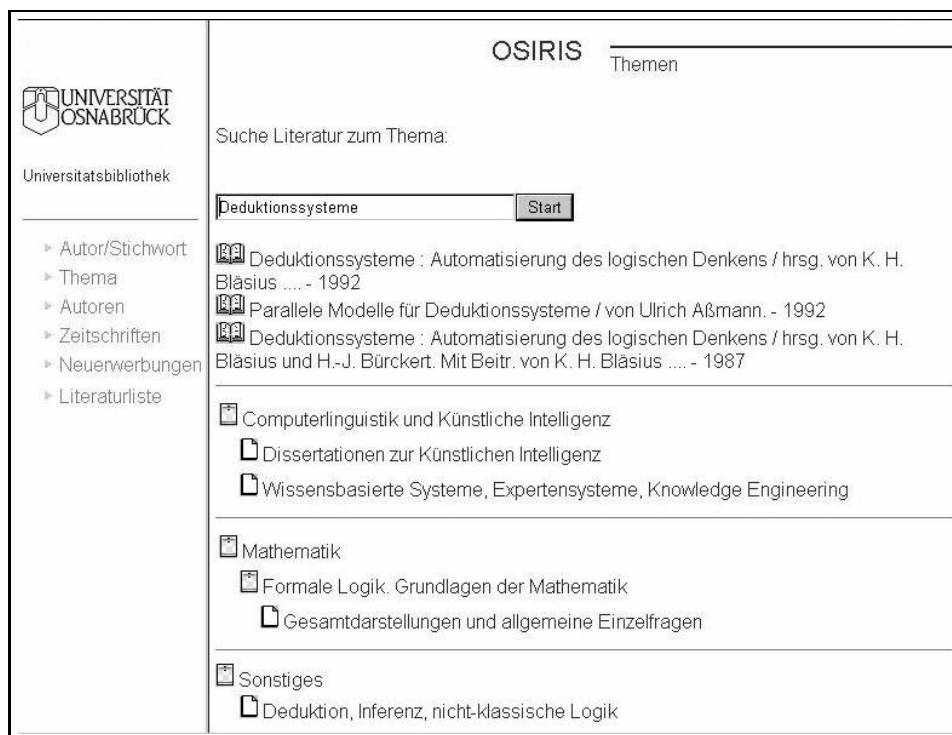 OSIRIS
Themen
UNIVERSITÄT
OSNABRÜCK
Universitatsbibliothek
Autor/Stichwort
Thema
Autoren
Zeitschriften
Neuerwerbungen
Literaturliste
Suche Literatur zum Thema:
Deduktionssysteme Start
Deduktionssysteme : Automatisierung des logischen Denkens / hrsg. von K. H.
Bläsius .... - 1992
Parallele Modelle für Deduktionssysteme / von Ulrich Aßmann. - 1992
Deduktionssysteme : Automatisierung des logischen Denkens / hrsg. von K. H.
Bläsius und H.-J. Bürckert. Mit Beitr. von K. H. Bläsius .... - 1987
Computerlinguistik und Künstliche Intelligenz
Dissertationen zur Künstlichen Intelligenz
Wissensbasierte Systeme, Expertensysteme, Knowledge Engineering
Mathematik
Formale Logik. Grundlagen der Mathematik
Gesamtdarstellungen und allgemeine Einzelfragen
Sonstiges
Deduktion, Inferenz, nicht-klassische Logik